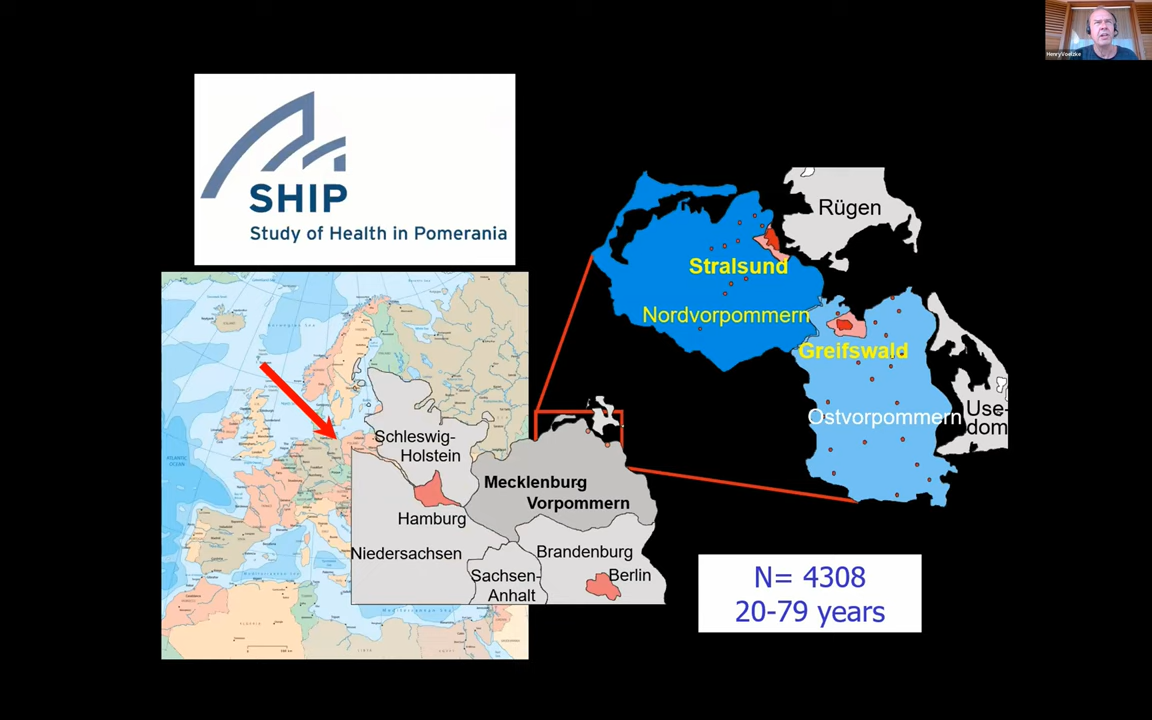 HenryVoelzke
SHIP
Study of Health in Pomerania
Rügen
Stralsund
Nordvorpommern
Greifswald
Ostvorpommern
Use-
dom
Schleswig-
Holstein
Hamburg
Mecklenburg
Vorpommern
Niedersachsen
Brandenburg
Berlin
Sachsen-
Anhalt
N= 4308
20-79 years